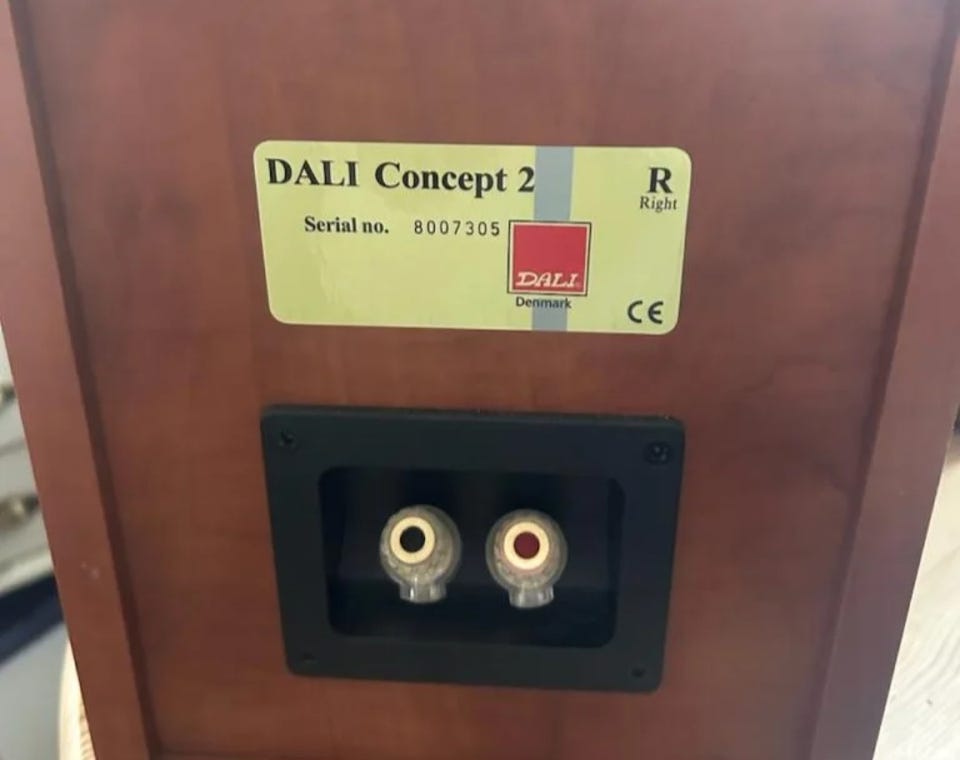 DALI Concept 2
R
Right
Serial no. 8007305
DALI
Denmark
CE